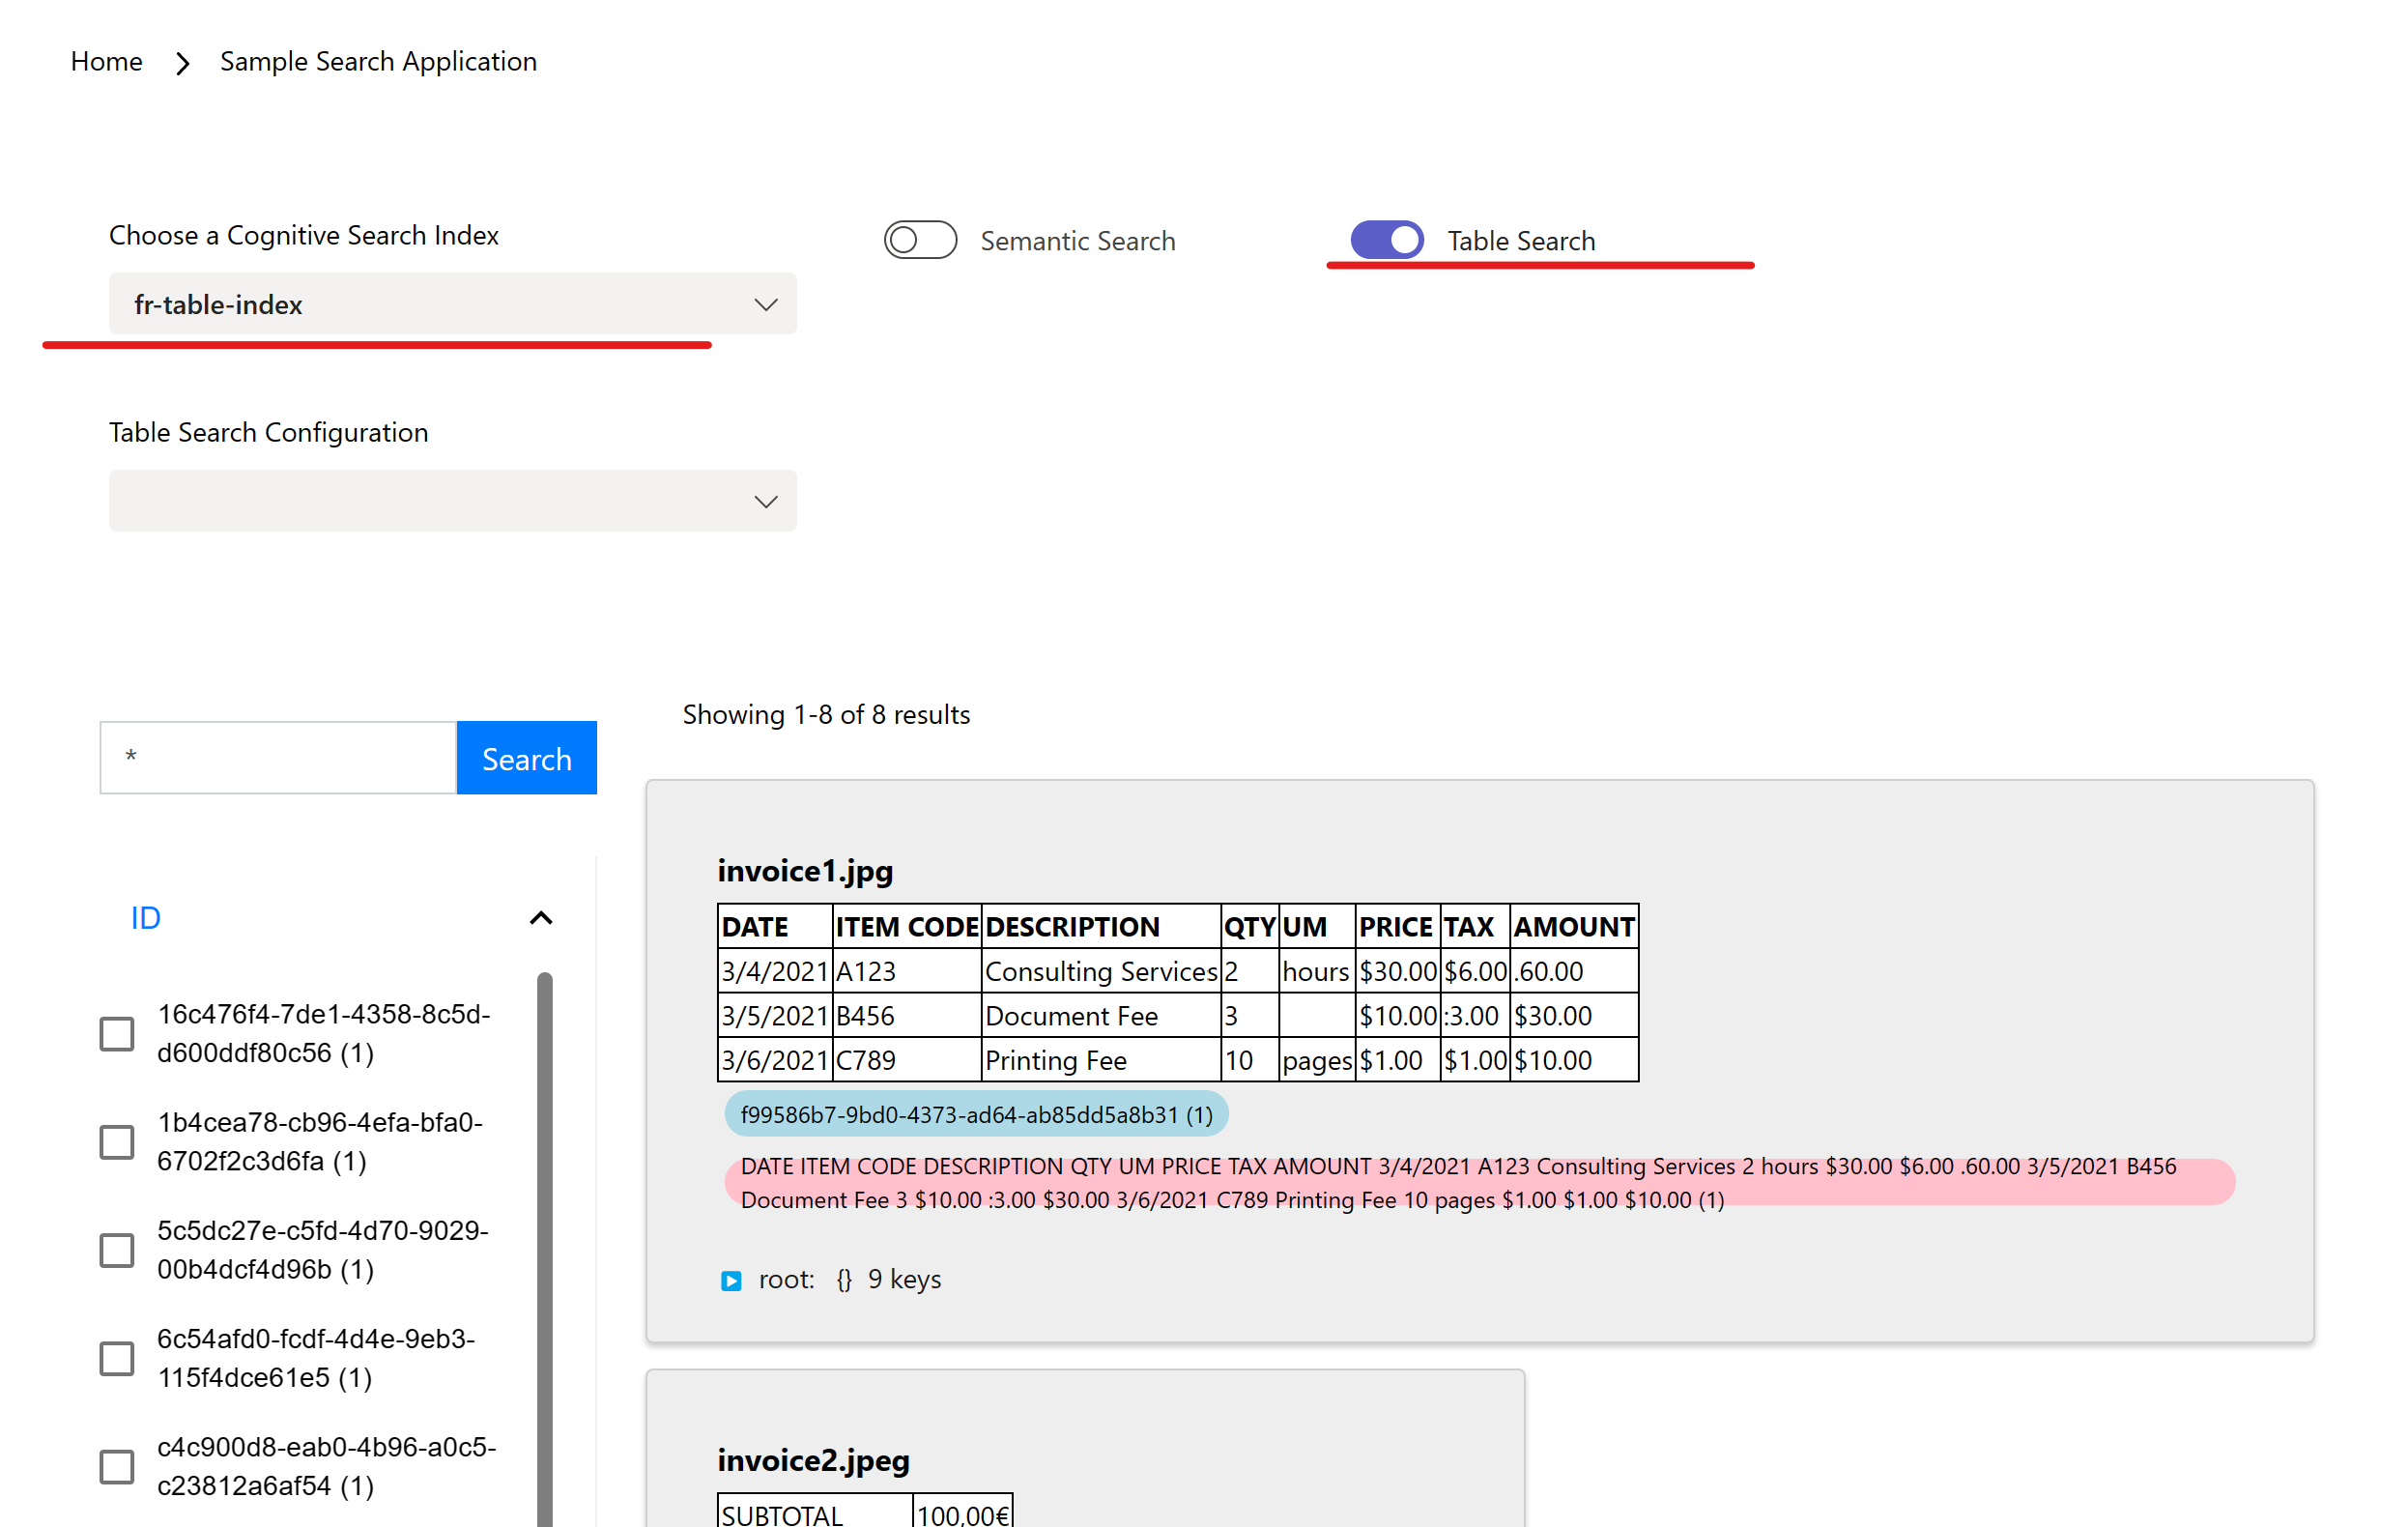 Home > Sample Search Application
Choose a Cognitive Search Index
Semantic Search
Table Search
fr-table-index
Table Search Configuration
Showing 1-8 of 8 results
*
Search
ID
16c476f4-7de1-4358-8c5d-
d600ddf80c56 (1)
1b4cea78-cb96-4efa-bfa0-
6702f2c3d6fa (1)
5c5dc27e-c5fd-4d70-9029-
00b4dcf4d96b (1)
6c54afd0-fcdf-4d4e-9eb3-
115f4dce61e5 (1)
c4c900d8-eab0-4b96-a0c5-
c23812a6af54 (1)
invoice1.jpg
DATE ITEM CODE DESCRIPTION QTY UM PRICE TAX AMOUNT
3/4/2021 A123 Consulting Services 2 hours $30.00 $6.00 .60.00
3/5/2021 B456 Document Fee 3 $10.00 :3.00 $30.00
3/6/2021 C789 Printing Fee 10 pages $1.00 $1.00 $10.00
f99586b7-9bd0-4373-ad64-ab85dd5a8b31 (1)
DATE ITEM CODE DESCRIPTION QTY UM PRICE TAX AMOUNT 3/4/2021 A123 Consulting Services 2 hours $30.00 $6.00 .60.00 3/5/2021 B456
Document Fee 3 $10.00 :3.00 $30.00 3/6/2021 C789 Printing Fee 10 pages $1.00 $1.00 $10.00 (1)
root: {} 9 keys
invoice2.jpeg
SUBTOTAL 100,00€